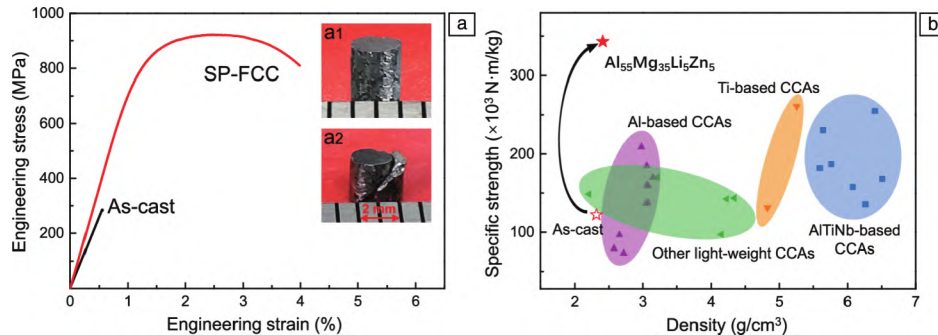 a
1000
800
600
400
200
0
1
2
3
4
5
6
Engineering stress (MPa)
Engineering strain (%)
SP-FCC
As-cast
a1
a2
2 mm
b
300
200
100
2
3
4
5
6
7
Specific strength (×10³ N·m/kg)
Density (g/cm³)
Al₅₅Mg₃₅Li₅Zn₅
Ti-based CCAs
Al-based CCAs
As-cast
Other light-weight CCAs
AlTiNb-based
CCAs